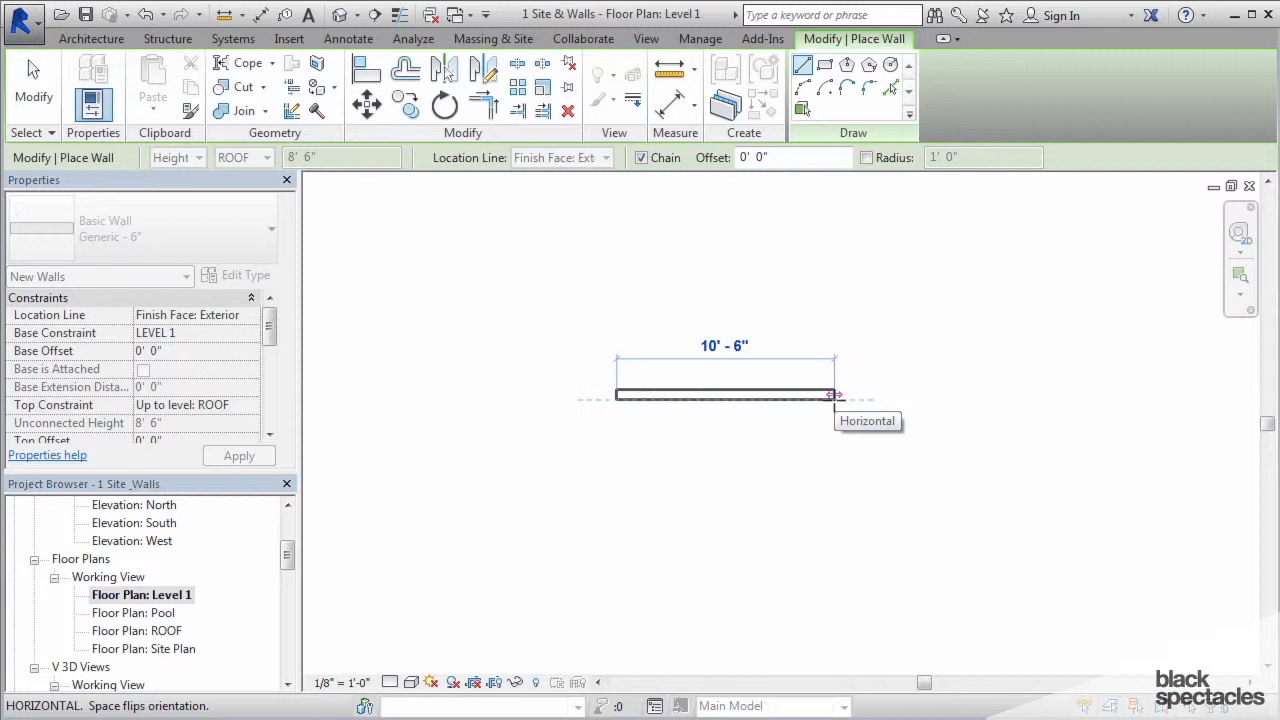 1 Site & Walls - Floor Plan: Level 1
Type a keyword or phrase
Sign In
Architecture
Structure
Systems
Insert
Annotate
Analyze
Massing & Site
Collaborate
View
Manage
Add-Ins
Modify | Place Wall
Modify
Paste
Cope
Cut
Join
Select
Properties
Clipboard
Geometry
Modify
View
Measure
Create
Draw
Modify | Place Wall
Height
ROOF
8' 6"
Location Line:
Finish Face: Ext
Chain
Offset:
0' 0"
Radius:
1' 0"
Properties
Basic Wall
Generic - 6"
New Walls
Edit Type
Constraints
Location Line
Finish Face: Exterior
Base Constraint
LEVEL 1
Base Offset
0' 0"
Base is Attached
Base Extension Dista...
0' 0"
Top Constraint
Up to level: ROOF
Unconnected Height
8' 6"
Top Offset
0' 0"
Properties help
Apply
10' - 6"
Horizontal
2D
Project Browser - 1 Site _Walls
Elevation: North
Elevation: South
Elevation: West
Floor Plans
Working View
Floor Plan: Level 1
Floor Plan: Pool
Floor Plan: ROOF
Floor Plan: Site Plan
V 3D Views
Working View
1/8" = 1'-0"
HORIZONTAL. Space flips orientation.
:0
Main Model
:0
black
spectacles